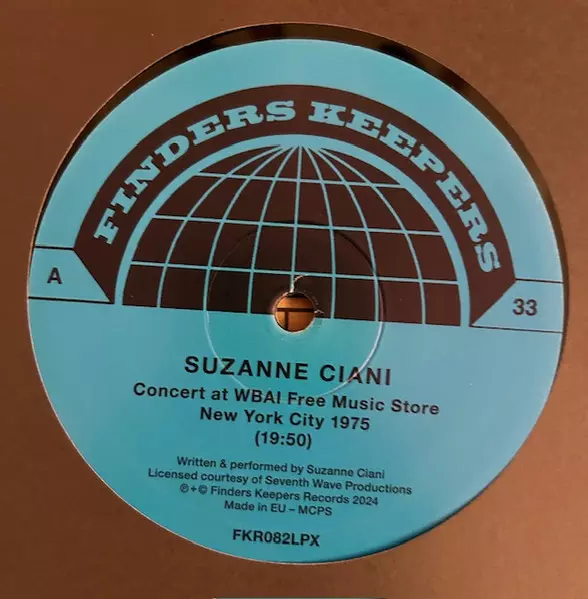 FINDERS KEEPERS
A
33
SUZANNE CIANI
Concert at WBAI Free Music Store
New York City 1975
(19:50)
Written & performed by Suzanne Ciani
Licensed courtesy of Seventh Wave Productions
℗+© Finders Keepers Records 2024
Made in EU – MCPS
FKR082LPX